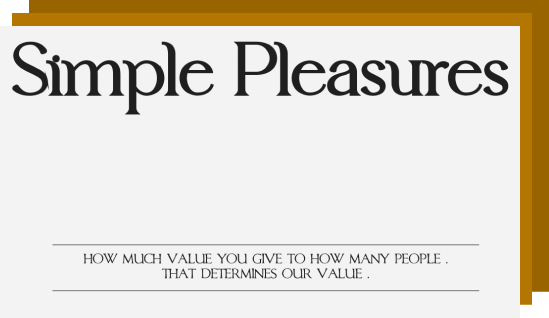 Simple Pleasures
HOW MUCH VALUE YOU GIVE TO HOW MANY PEOPLE .
THAT DETERMINES OUR VALUE .